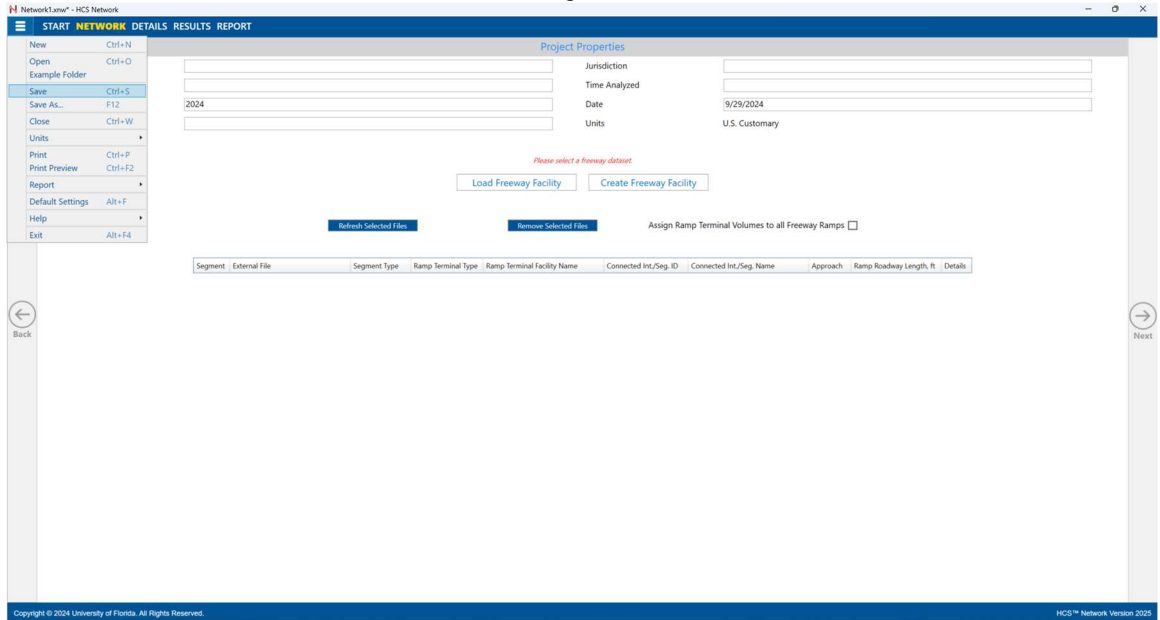 Network1.xnw* - HCS Network
START NETWORK DETAILS RESULTS REPORT
New Ctrl+N
Open Ctrl+O
Example Folder
Save Ctrl+S
Save As... F12
Close Ctrl+W
Units
Print Ctrl+P
Print Preview Ctrl+F2
Report
Default Settings Alt+F
Help
Exit Alt+F4
Project Properties
Jurisdiction
Time Analyzed
2024 Date 9/29/2024
Units U.S. Customary
Please select a freeway dataset
Load Freeway Facility Create Freeway Facility
Refresh Selected Files Remove Selected Files Assign Ramp Terminal Volumes to all Freeway Ramps
Segment External File Segment Type Ramp Terminal Type Ramp Terminal Facility Name Connected Int./Seg. ID Connected Int./Seg. Name Approach Ramp Roadway Length, ft Details
Back Next
Copyright © 2024 University of Florida. All Rights Reserved. HCS™ Network Version 2025